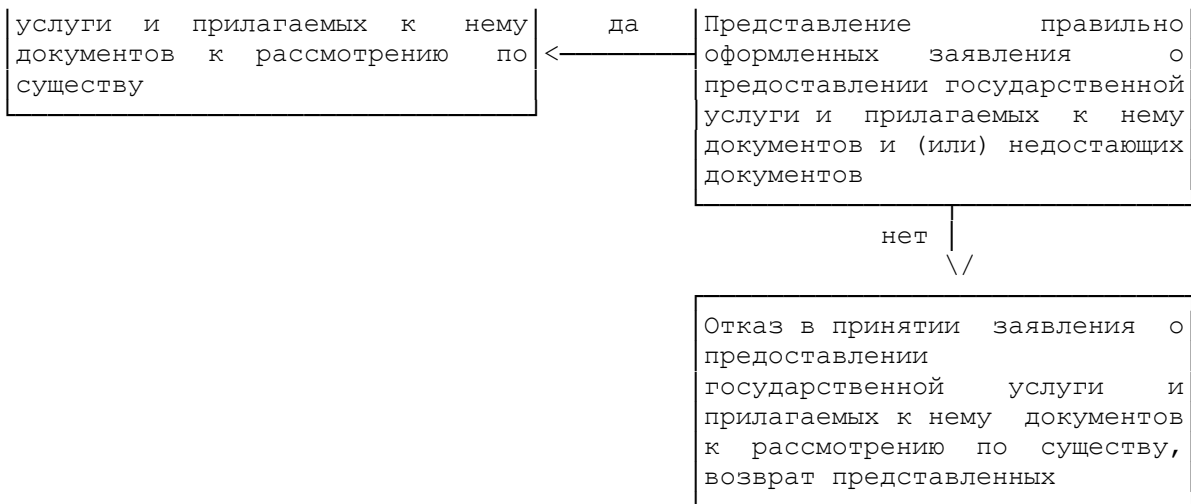 услуги и прилагаемых к нему
документов к рассмотрению по
существу
да
Представление правильно
оформленных заявления о
предоставлении государственной
услуги и прилагаемых к нему
документов и (или) недостающих
документов
нет
Отказ в принятии заявления о
предоставлении
государственной услуги и
прилагаемых к нему документов
к рассмотрению по существу,
возврат представленных